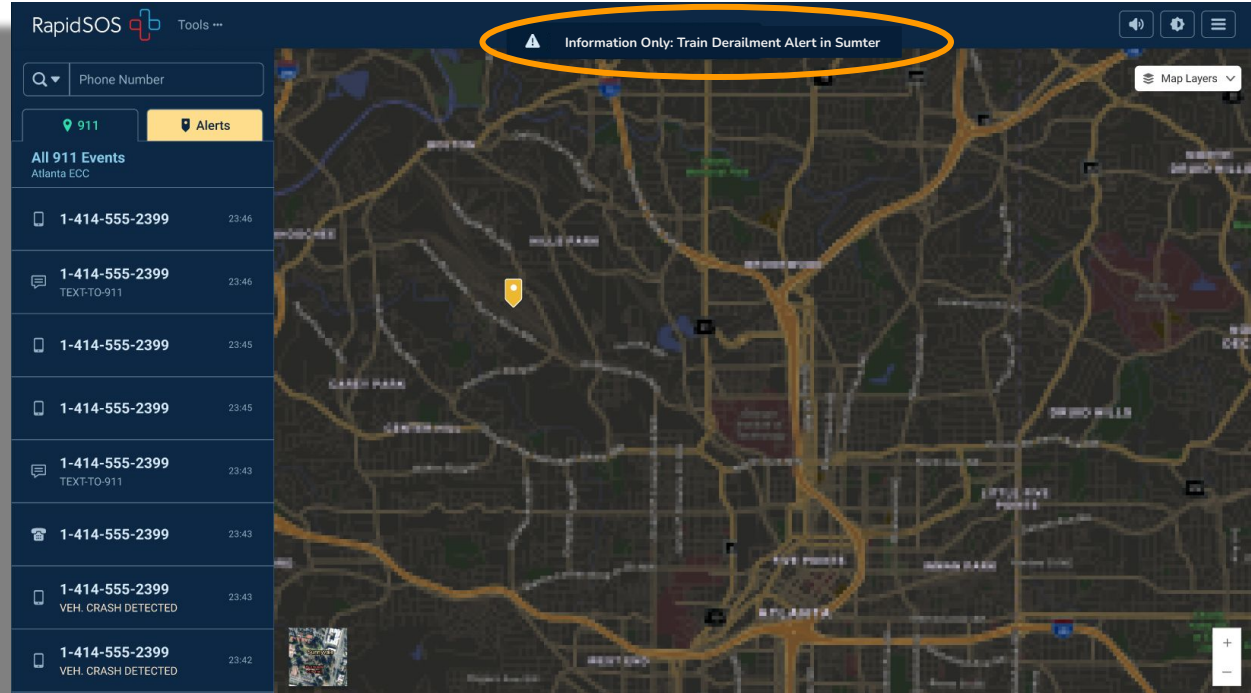 RapidSOS
Tools ···
Information Only: Train Derailment Alert in Sumter
Phone Number
Map Layers
911
Alerts
All 911 Events
Atlanta ECC
1-414-555-2399
23:46
1-414-555-2399
23:46
TEXT-TO-911
1-414-555-2399
23:45
1-414-555-2399
23:45
1-414-555-2399
23:43
TEXT-TO-911
1-414-555-2399
23:43
1-414-555-2399
23:43
VEH. CRASH DETECTED
1-414-555-2399
23:42
VEH. CRASH DETECTED
HILLS PARK
CAREY PARK
CENTER HILL
DRUID HILLS
LITTLE FIVE
POINTS
FIVE POINTS
INMAN PARK
ATLANTA
WEST END
+
−